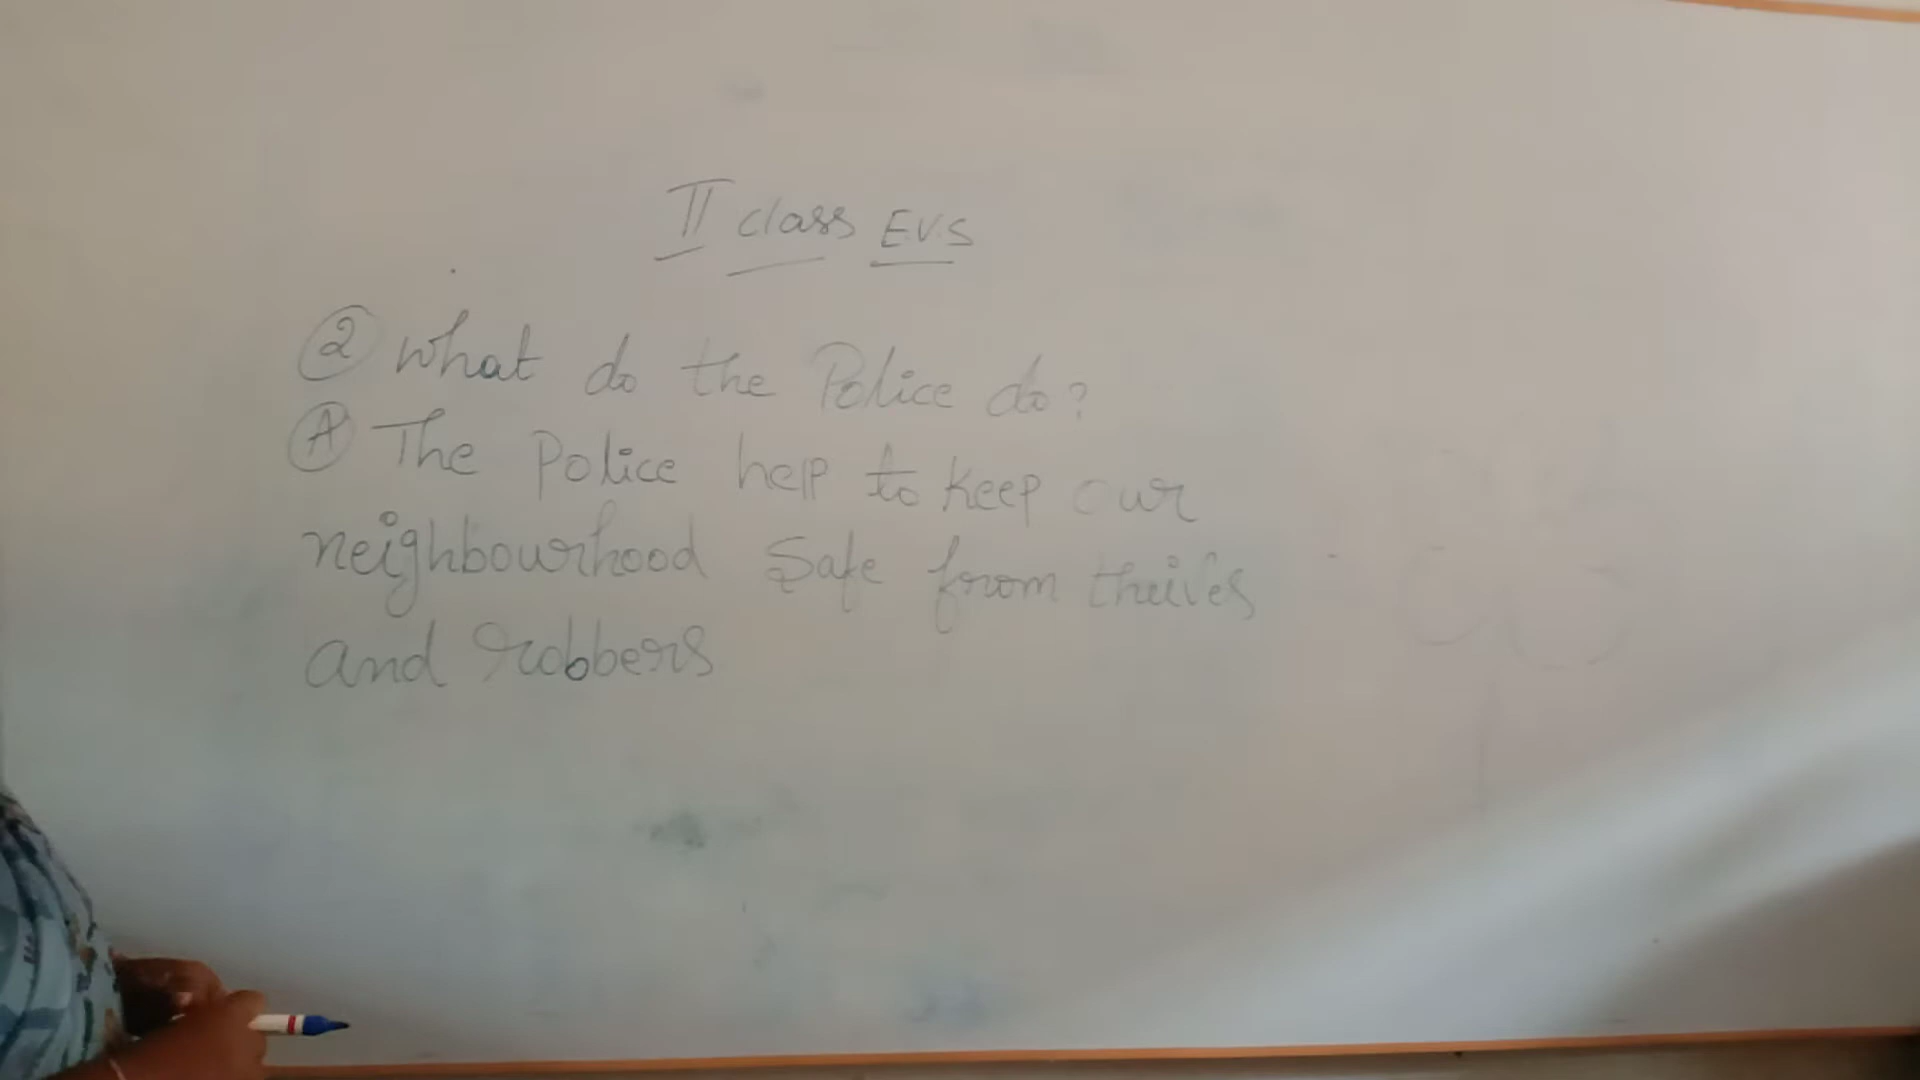 II class E.V.S
② What do the Police do?
Ⓐ The Police help to keep our
neighbourhood Safe from theives
and robbers